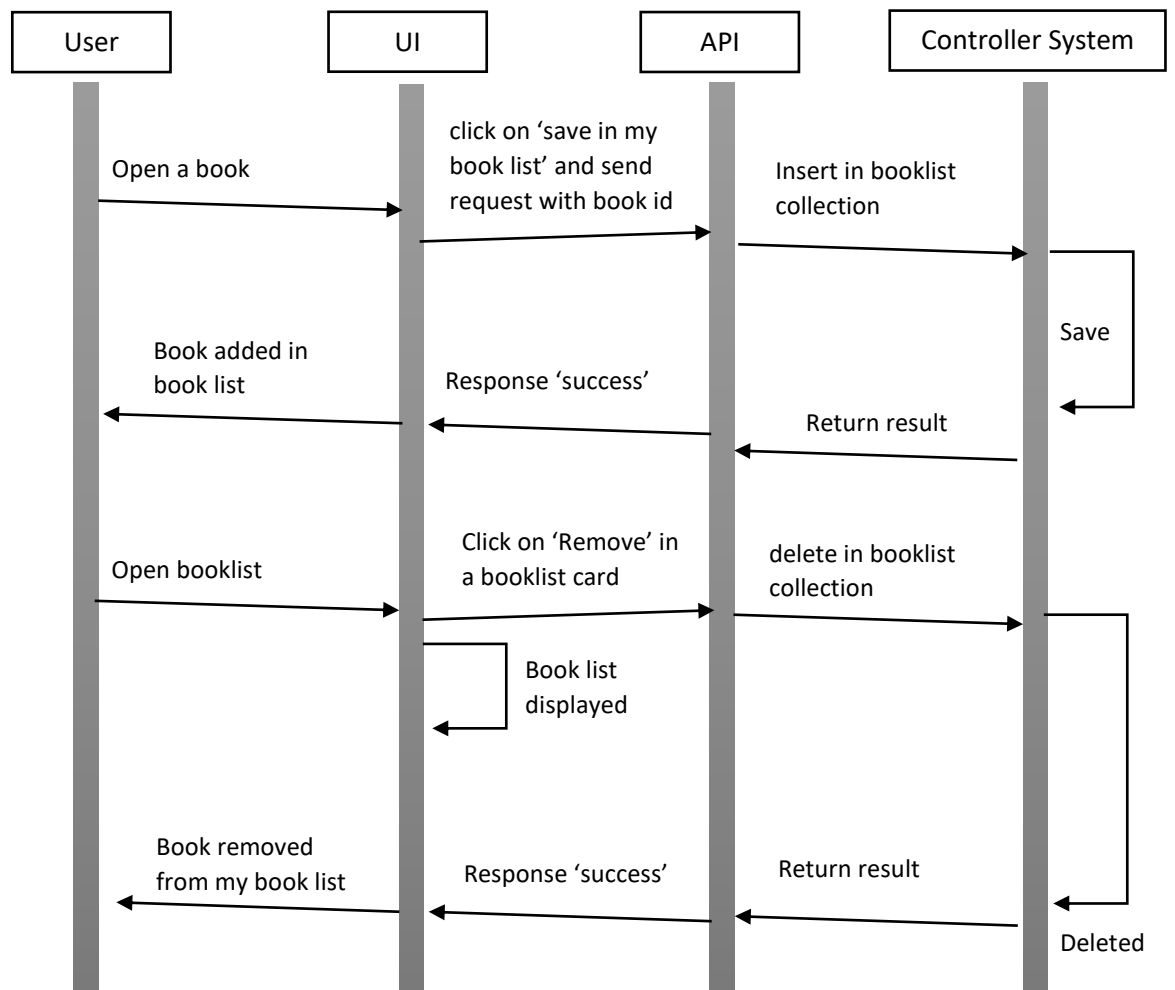 User
UI
API
Controller System
Open a book
click on ‘save in my
book list’ and send
request with book id
Insert in booklist
collection
Save
Book added in
book list
Response ‘success’
Return result
Open booklist
Click on ‘Remove’ in
a booklist card
delete in booklist
collection
Book list
displayed
Book removed
from my book list
Response ‘success’
Return result
Deleted